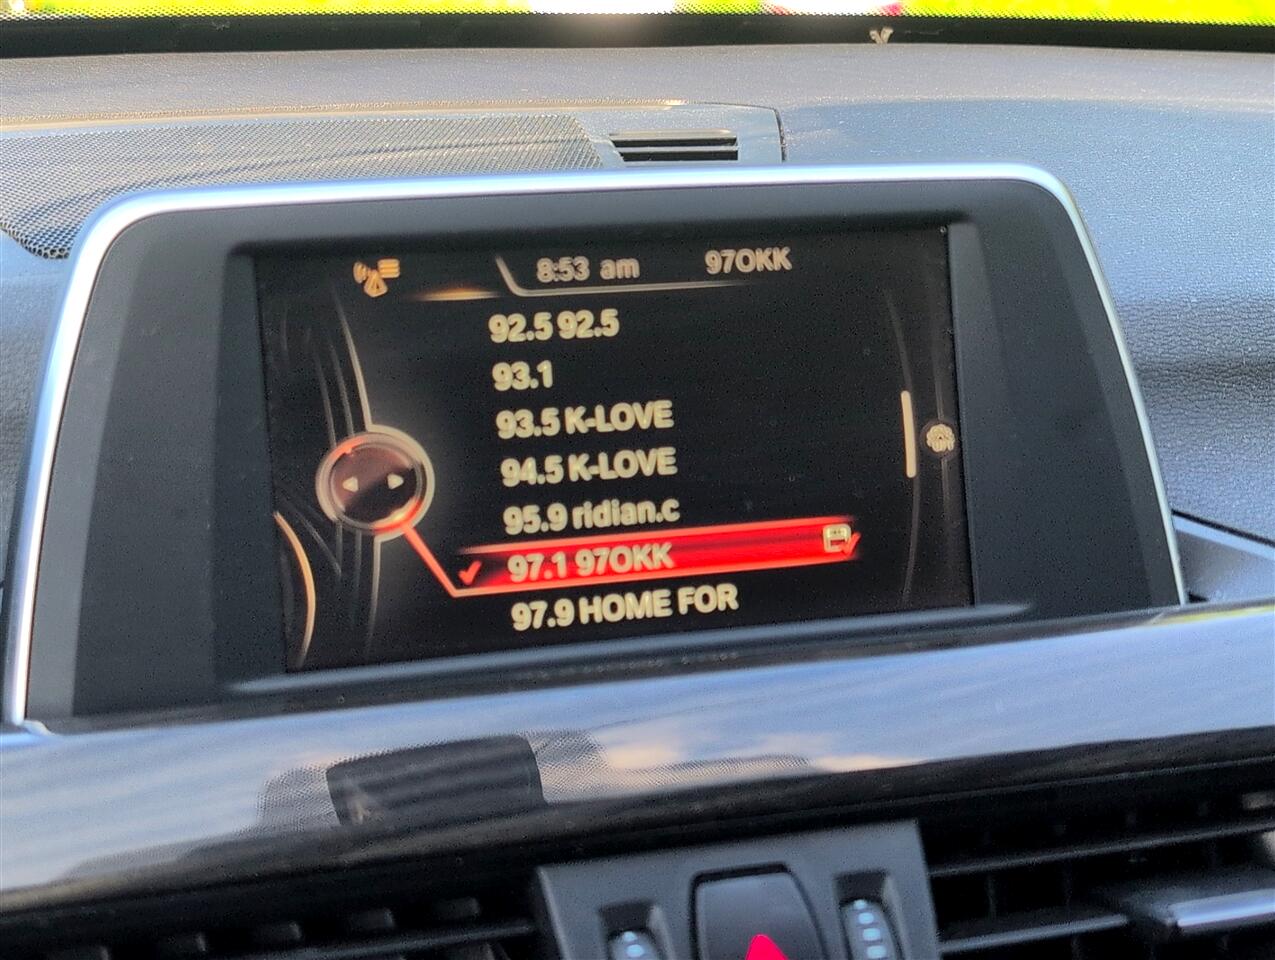 8:53 am 97OKK
92.5 92.5
93.1
93.5 K-LOVE
94.5 K-LOVE
95.9 ridian.c
97.1 97OKK
97.9 HOME FOR